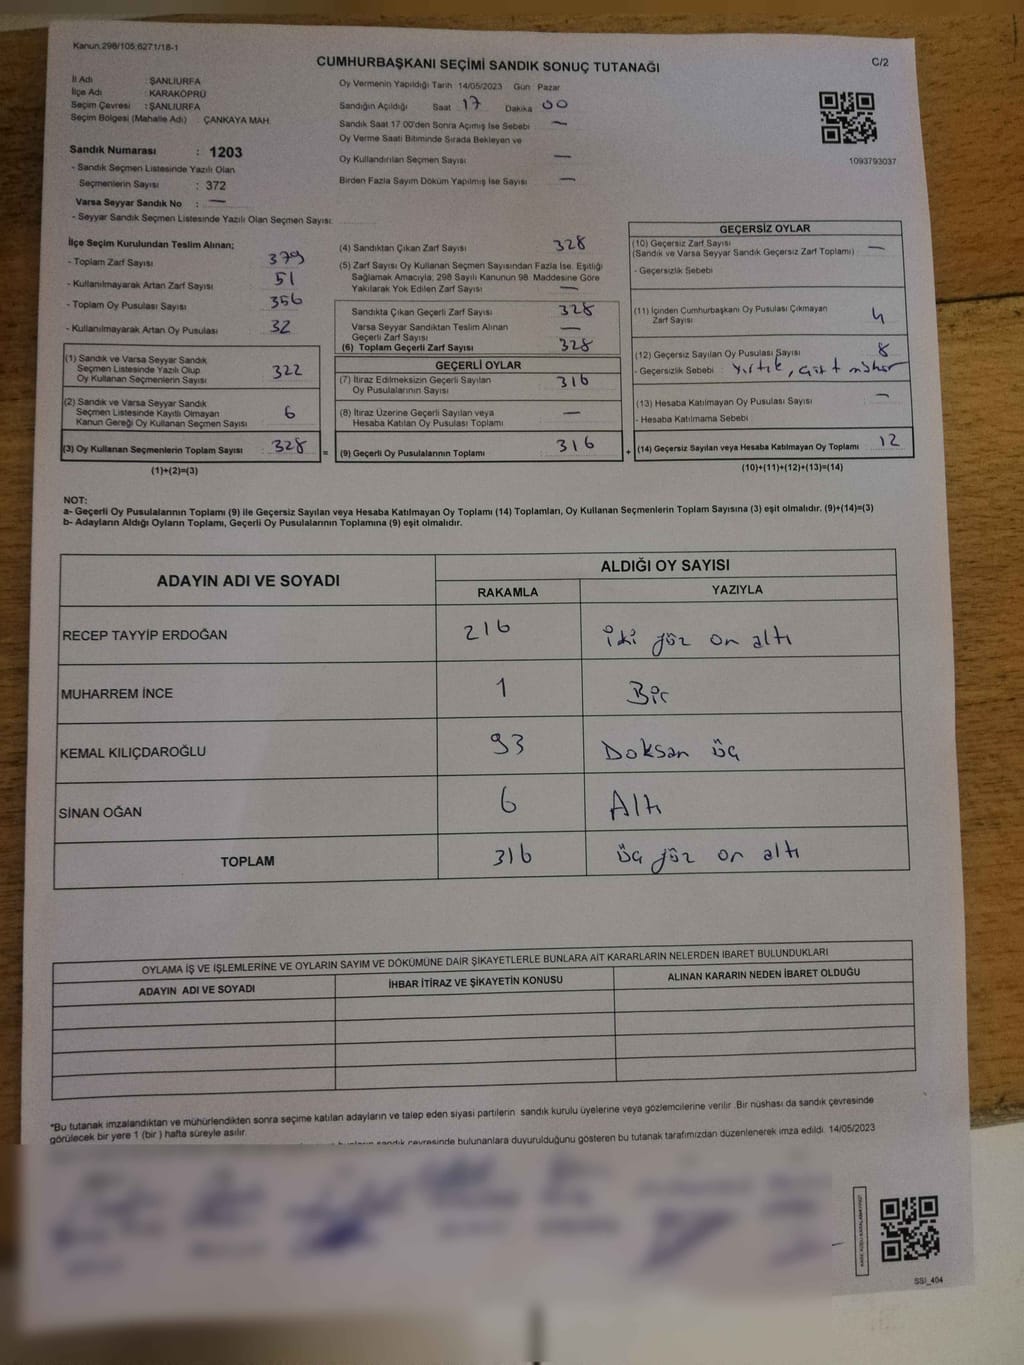 Kanun.298/105;6271/18-1
CUMHURBAŞKANI SEÇİMİ SANDIK SONUÇ TUTANAĞI
C/2
İl Adı : ŞANLIURFA
İlçe Adı : KARAKÖPRÜ
Seçim Çevresi : ŞANLIURFA
Seçim Bölgesi (Mahalle Adı) : ÇANKAYA MAH.
Sandık Numarası : 1203
- Sandık Seçmen Listesinde Yazılı Olan
Seçmenlerin Sayısı : 372
Varsa Seyyar Sandık No : —
- Seyyar Sandık Seçmen Listesinde Yazılı Olan Seçmen Sayısı:
Oy Vermenin Yapıldığı Tarih 14/05/2023 Gün Pazar
Sandığın Açıldığı Saat 17 Dakika 00
Sandık Saat 17.00'den Sonra Açılmış İse Sebebi —
Oy Verme Saati Bitiminde Sırada Bekleyen ve
Oy Kullandırılan Seçmen Sayısı —
Birden Fazla Sayım Döküm Yapılmış İse Sayısı —
1093793037
İlçe Seçim Kurulundan Teslim Alınan;
- Toplam Zarf Sayısı 379
- Kullanılmayarak Artan Zarf Sayısı 51
- Toplam Oy Pusulası Sayısı 356
- Kullanılmayarak Artan Oy Pusulası 32
(1) Sandık ve Varsa Seyyar Sandık
Seçmen Listesinde Yazılı Olup
Oy Kullanan Seçmenlerin Sayısı 322
(2) Sandık ve Varsa Seyyar Sandık
Seçmen Listesinde Kayıtlı Olmayan
Kanun Gereği Oy Kullanan Seçmen Sayısı 6
(3) Oy Kullanan Seçmenlerin Toplam Sayısı : 328
(1)+(2)=(3)
(4) Sandıktan Çıkan Zarf Sayısı 328
(5) Zarf Sayısı Oy Kullanan Seçmen Sayısından Fazla İse, Eşitliği
Sağlamak Amacıyla; 298 Sayılı Kanunun 98. Maddesine Göre
Yakılarak Yok Edilen Zarf Sayısı —
Sandıkta Çıkan Geçerli Zarf Sayısı 328
Varsa Seyyar Sandıktan Teslim Alınan
Geçerli Zarf Sayısı —
(6) Toplam Geçerli Zarf Sayısı 328
GEÇERLİ OYLAR
(7) İtiraz Edilmeksizin Geçerli Sayılan
Oy Pusulalarının Sayısı 316
(8) İtiraz Üzerine Geçerli Sayılan veya
Hesaba Katılan Oy Pusulası Toplamı —
= (9) Geçerli Oy Pusulalarının Toplamı 316 +
GEÇERSİZ OYLAR
(10) Geçersiz Zarf Sayısı —
(Sandık ve Varsa Seyyar Sandık Geçersiz Zarf Toplamı)
- Geçersizlik Sebebi
(11) İçinden Cumhurbaşkanı Oy Pusulası Çıkmayan
Zarf Sayısı 4
(12) Geçersiz Sayılan Oy Pusulası Sayısı 8
- Geçersizlik Sebebi : Yırtık, çift mühür
(13) Hesaba Katılmayan Oy Pusulası Sayısı —
- Hesaba Katılmama Sebebi
(14) Geçersiz Sayılan veya Hesaba Katılmayan Oy Toplamı 12
(10)+(11)+(12)+(13)=(14)
NOT:
a- Geçerli Oy Pusulalarının Toplamı (9) ile Geçersiz Sayılan veya Hesaba Katılmayan Oy Toplamı (14) Toplamları, Oy Kullanan Seçmenlerin Toplam Sayısına (3) eşit olmalıdır. (9)+(14)=(3)
b- Adayların Aldığı Oyların Toplamı, Geçerli Oy Pusulalarının Toplamına (9) eşit olmalıdır.
ADAYIN ADI VE SOYADI
ALDIĞI OY SAYISI
RAKAMLA YAZIYLA
RECEP TAYYİP ERDOĞAN 216 iki yüz on altı
MUHARREM İNCE 1 Bir
KEMAL KILIÇDAROĞLU 93 Doksan üç
SİNAN OĞAN 6 Altı
TOPLAM 316 üç yüz on altı
OYLAMA İŞ VE İŞLEMLERİNE VE OYLARIN SAYIM VE DÖKÜMÜNE DAİR ŞİKAYETLERLE BUNLARA AİT KARARLARIN NELERDEN İBARET BULUNDUKLARI
ADAYIN ADI VE SOYADI İHBAR İTİRAZ VE ŞİKAYETİN KONUSU ALINAN KARARIN NEDEN İBARET OLDUĞU
*Bu tutanak imzalandıktan ve mühürlendikten sonra seçime katılan adayların ve talep eden siyasi partilerin sandık kurulu üyelerine veya gözlemcilerine verilir. Bir nüshası da sandık çevresinde
görülecek bir yere 1 (bir) hafta süreyle asılır.
sandık çevresinde bulunanlara duyurulduğunu gösteren bu tutanak tarafımızdan düzenlenerek imza edildi. 14/05/2023
SSI_404